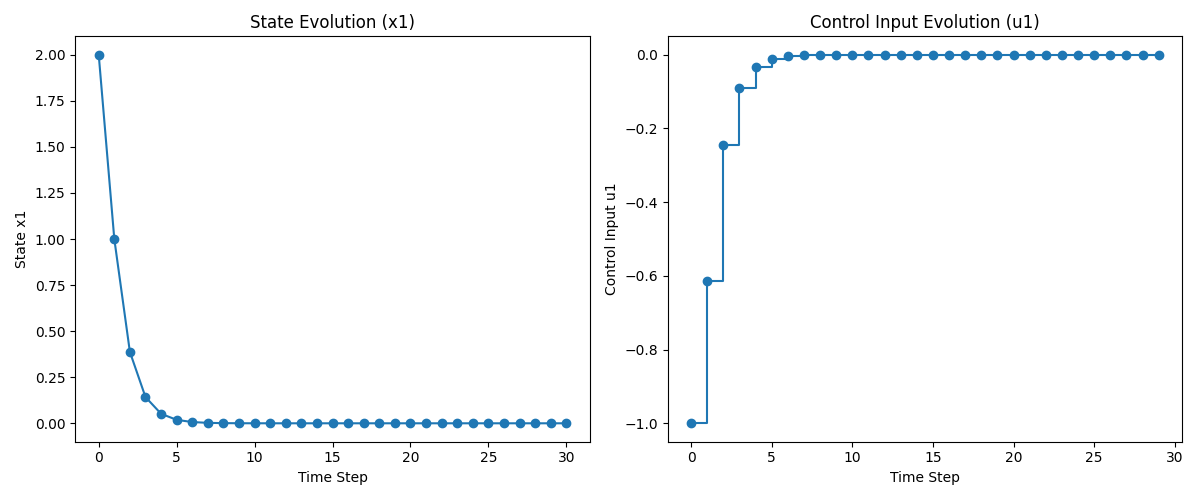 State Evolution (x1)
2.00
1.75
1.50
1.25
1.00
0.75
0.50
0.25
0.00
State x1
0 5 10 15 20 25 30
Time Step
Control Input Evolution (u1)
0.0
−0.2
−0.4
−0.6
−0.8
−1.0
Control Input u1
0 5 10 15 20 25 30
Time Step